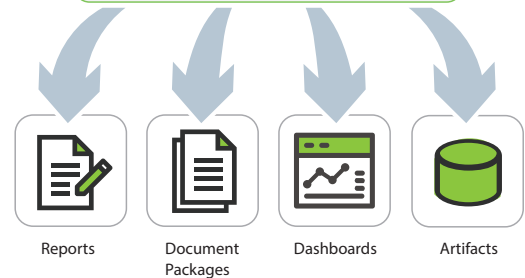 Reports
Document
Packages
Dashboards
Artifacts